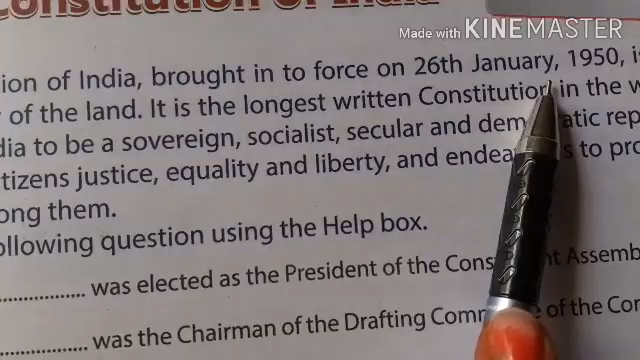 Constitution of India
Made with KINEMASTER
ion of India, brought in to force on 26th January, 1950, is
of the land. It is the longest written Constitution in the w
dia to be a sovereign, socialist, secular and dem atic rep
tizens justice, equality and liberty, and endea s to pro
ong them.
ollowing question using the Help box.
................. was elected as the President of the Cons nt Assemb
................. was the Chairman of the Drafting Comm e of the Con